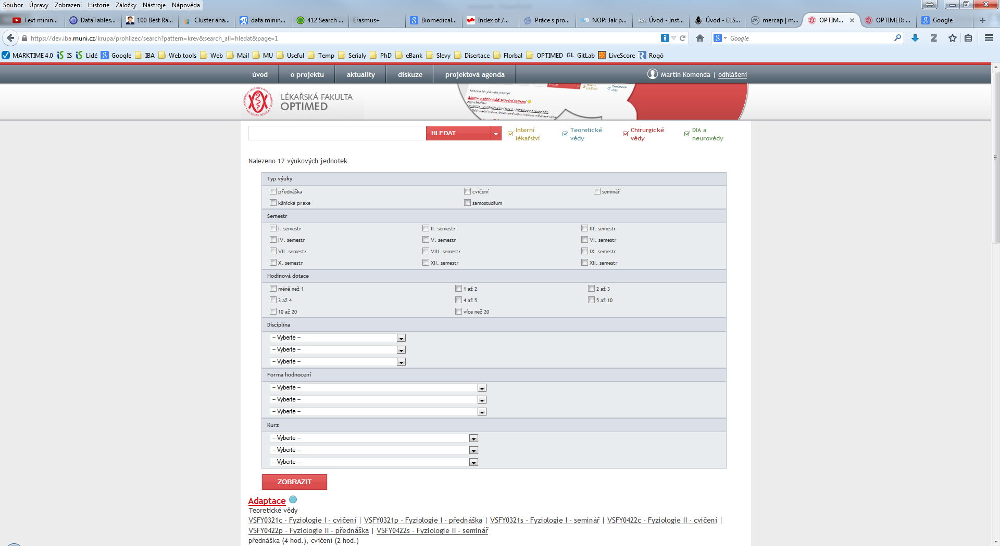 Soubor Úpravy Zobrazení Historie Záložky Nástroje Nápověda
Text minin... DataTables... 100 Best Ra... Cluster ana... data minin... 412 Search ... Erasmus+ Biomedical... Index of /... Práce s pro... NOP: Jak p... Úvod - Inst... Úvod - ELS... mercap | m... OPTIM... OPTIMED: ... Google
https://dev.iba.muni.cz/krupa/prohlizec/search?pattern=krev&search_all=hledat&page=1 Google
MARKTIME 4.0 IS Lidé Google IBA Web tools Web Mail MU Useful Temp Serialy PhD eBank Slevy Disertace Florbal OPTIMED GL GitLab LiveScore Rogō
úvod o projektu aktuality diskuze projektová agenda Martin Komenda | odhlášení
LÉKAŘSKÁ FAKULTA
OPTIMED
Akutní a chronické srdeční selhání
HLEDAT
Interní lékařství
Teoretické vědy
Chirurgické vědy
DIA a neurovědy
Nalezeno 12 výukových jednotek
Typ výuky
přednáška cvičení seminář
klinická praxe samostudium
Semestr
I. semestr II. semestr III. semestr
IV. semestr V. semestr VI. semestr
VII. semestr VIII. semestr IX. semestr
X. semestr XII. semestr XII. semestr
Hodinová dotace
méně než 1 1 až 2 2 až 3
3 až 4 4 až 5 5 až 10
10 až 20 více než 20
Disciplína
-- Vyberte --
-- Vyberte --
-- Vyberte --
Forma hodnocení
-- Vyberte --
-- Vyberte --
-- Vyberte --
Kurz
-- Vyberte --
-- Vyberte --
-- Vyberte --
ZOBRAZIT
Adaptace
Teoretické vědy
VSFY0321c - Fyziologie I - cvičení | VSFY0321p - Fyziologie I - přednáška | VSFY0321s - Fyziologie I - seminář | VSFY0422c - Fyziologie II - cvičení |
VSFY0422p - Fyziologie II - přednáška | VSFY0422s - Fyziologie II - seminář
přednáška (4 hod.), cvičení (2 hod.)